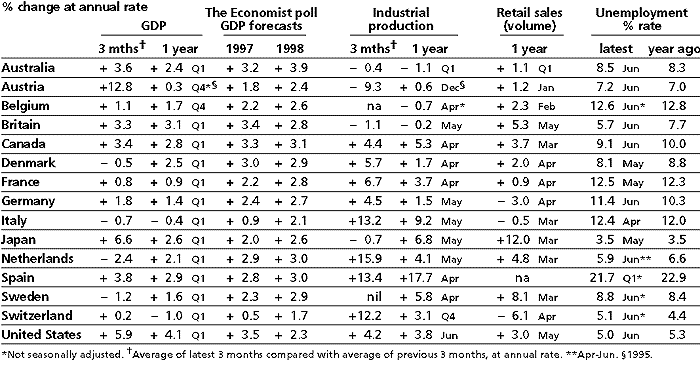 % change at annual rate
GDP The Economist poll GDP forecasts Industrial production Retail sales (volume) Unemployment % rate
3 mths† 1 year 1997 1998 3 mths† 1 year 1 year latest year ago
Australia + 3.6 + 2.4 Q1 + 3.2 + 3.9 − 0.4 − 1.1 Q1 + 1.1 Q1 8.5 Jun 8.3
Austria +12.8 + 0.3 Q4*§ + 1.8 + 2.4 − 9.3 + 0.6 Dec§ + 1.2 Jan 7.2 Jun 7.0
Belgium + 1.1 + 1.7 Q4 + 2.2 + 2.6 na − 0.7 Apr* + 2.3 Feb 12.6 Jun* 12.8
Britain + 3.3 + 3.1 Q1 + 3.4 + 2.8 − 1.1 − 0.2 May + 5.3 May 5.7 Jun 7.7
Canada + 3.4 + 2.8 Q1 + 3.3 + 3.1 + 4.4 + 5.3 Apr + 3.7 Mar 9.1 Jun 10.0
Denmark − 0.5 + 2.5 Q1 + 3.0 + 2.9 + 5.7 + 1.7 Apr + 2.0 Apr 8.1 May 8.8
France + 0.8 + 0.9 Q1 + 2.2 + 2.8 + 6.7 + 3.7 Apr + 0.9 Apr 12.5 May 12.3
Germany + 1.8 + 1.4 Q1 + 2.4 + 2.7 + 4.5 + 1.5 May − 3.0 Apr 11.4 Jun 10.3
Italy − 0.7 − 0.4 Q1 + 0.9 + 2.1 +13.2 + 9.2 May − 0.5 Mar 12.4 Apr 12.0
Japan + 6.6 + 2.6 Q1 + 2.0 + 2.6 − 0.7 + 6.8 May +12.0 Mar 3.5 May 3.5
Netherlands − 2.4 + 2.1 Q1 + 2.9 + 3.0 +15.9 + 4.1 May + 4.8 Mar 5.9 Jun** 6.6
Spain + 3.8 + 2.9 Q1 + 2.8 + 3.0 +13.4 +17.7 Apr na 21.7 Q1* 22.9
Sweden − 1.2 + 1.6 Q1 + 2.3 + 2.9 nil + 5.8 Apr + 8.1 Mar 8.8 Jun* 8.4
Switzerland + 0.2 − 1.0 Q1 + 0.5 + 1.7 +12.2 + 3.1 Q4 − 6.1 Apr 5.1 Jun* 4.4
United States + 5.9 + 4.1 Q1 + 3.5 + 2.3 + 4.2 + 3.8 Jun + 3.0 May 5.0 Jun 5.3
*Not seasonally adjusted. †Average of latest 3 months compared with average of previous 3 months, at annual rate. **Apr-Jun. §1995.